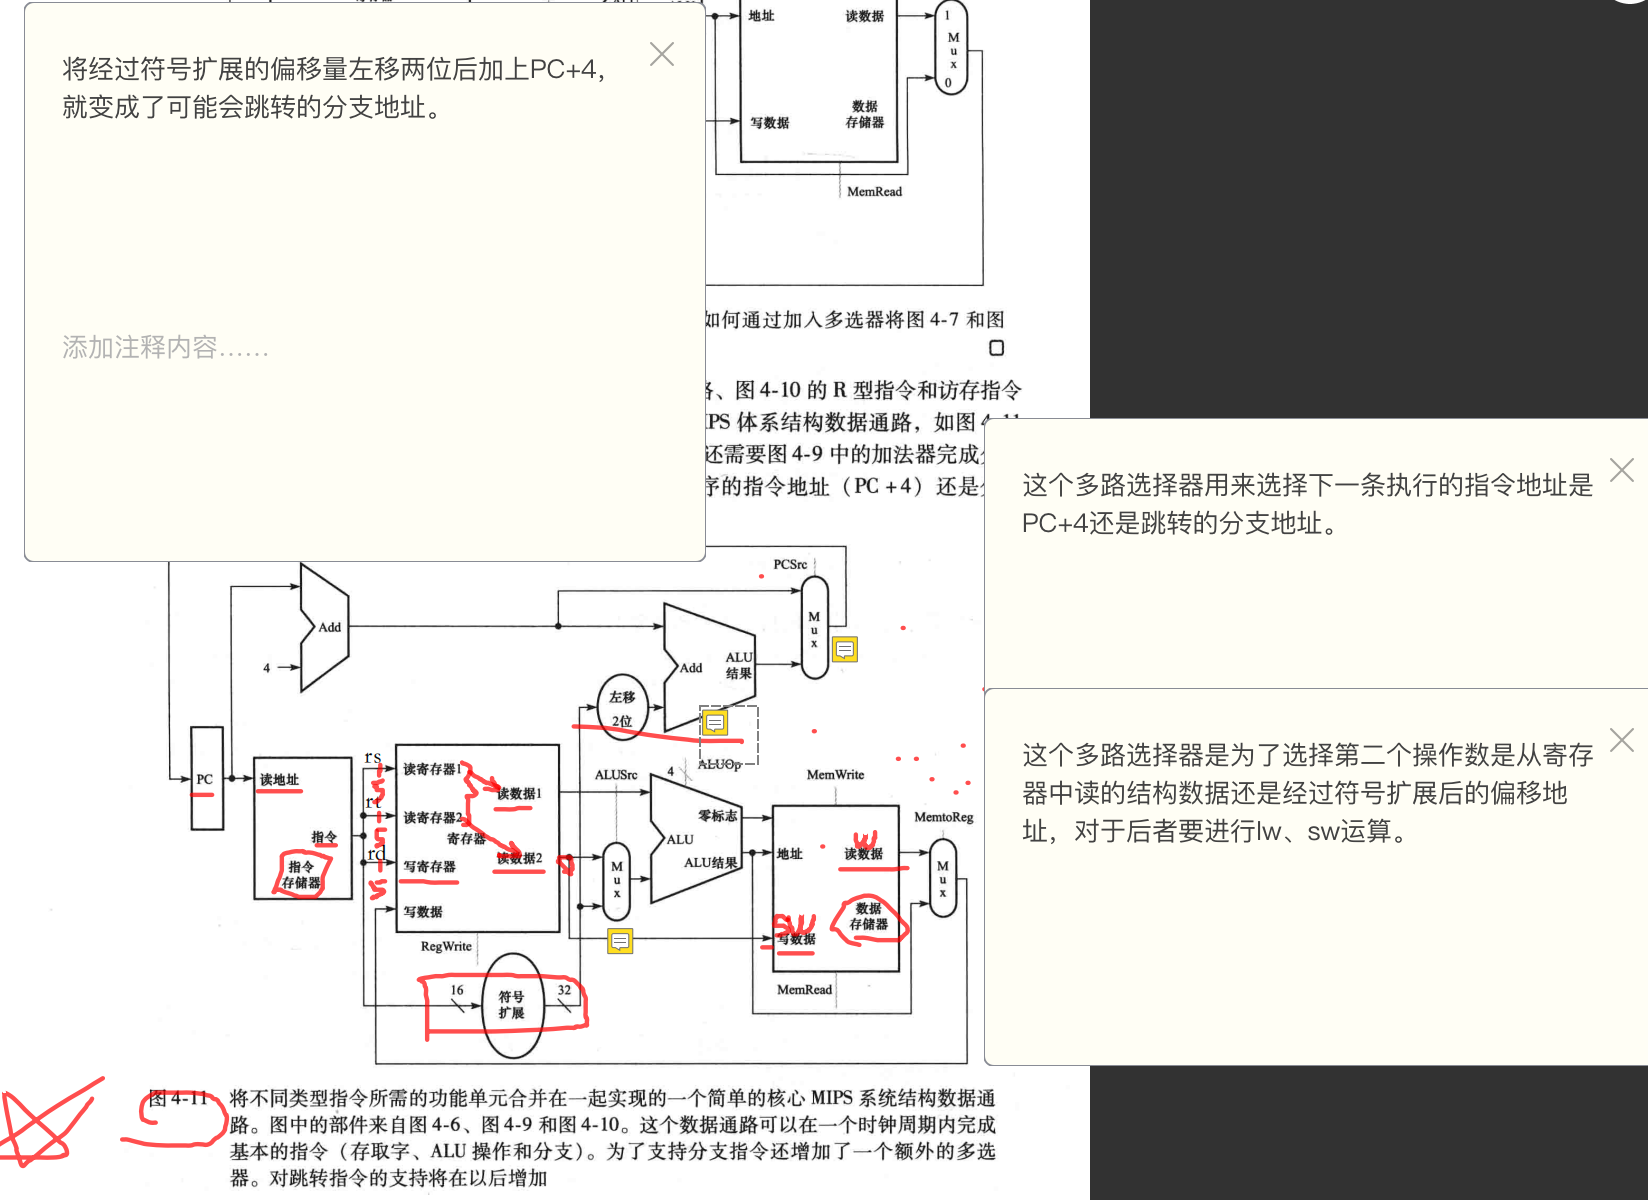 将经过符号扩展的偏移量左移两位后加上PC+4,
就变成了可能会跳转的分支地址。
添加注释内容……
地址
读数据
1
M
u
x
0
写数据
数据
存储器
MemRead
如何通过加入多选器将图 4-7 和图
、图 4-10 的 R 型指令和访存指令
IPS 体系结构数据通路，如图 4-11
还需要图 4-9 中的加法器完成
序的指令地址（PC + 4）还是
这个多路选择器用来选择下一条执行的指令地址是
PC+4还是跳转的分支地址。
这个多路选择器是为了选择第二个操作数是从寄存
器中读的结构数据还是经过符号扩展后的偏移地
址，对于后者要进行lw、sw运算。
PCSrc
M
u
x
Add
4
Add
ALU
结果
左移
2位
PC
读地址
指令
指令
存储器
rs
rt
rd
5
5
5
读寄存器1
读寄存器2
寄存器
写寄存器
写数据
读数据1
读数据2
RegWrite
16
符号
扩展
32
ALUSrc
M
u
x
4
ALUOp
零标志
ALU
ALU结果
MemWrite
地址
读数据
数据
存储器
写数据
sw
MemRead
MemtoReg
M
u
x
图 4-11 将不同类型指令所需的功能单元合并在一起实现的一个简单的核心 MIPS 系统结构数据通
路。图中的部件来自图 4-6、图 4-9 和图 4-10。这个数据通路可以在一个时钟周期内完成
基本的指令（存取字、ALU 操作和分支）。为了支持分支指令还增加了一个额外的多选
器。对跳转指令的支持将在以后增加